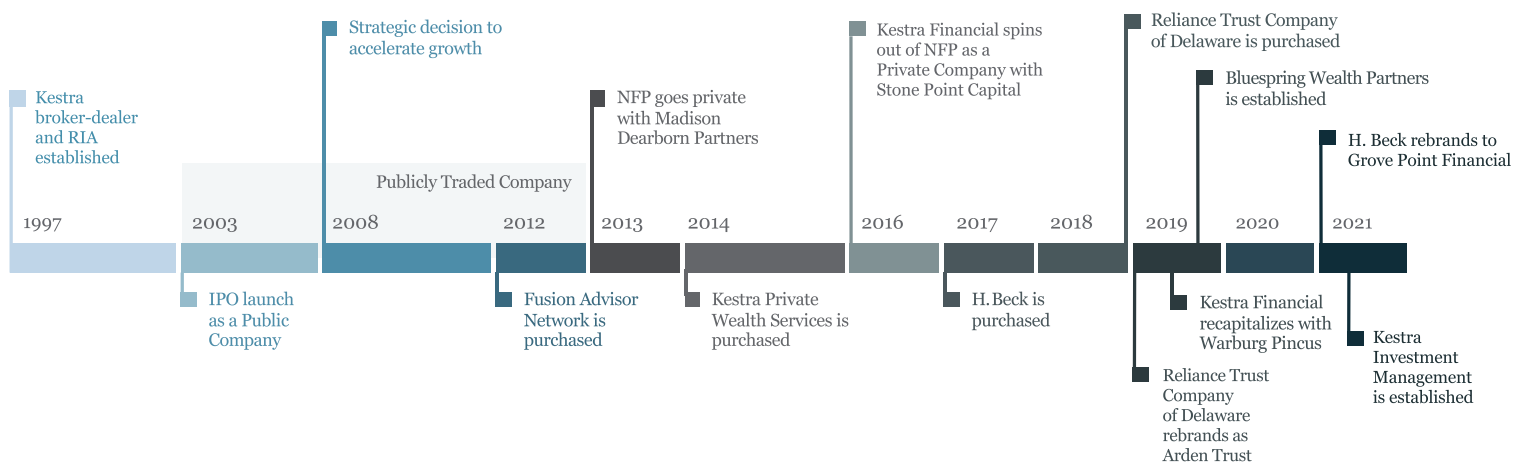 Kestra
broker-dealer
and RIA
established
Strategic decision to
accelerate growth
NFP goes private
with Madison
Dearborn Partners
Kestra Financial spins
out of NFP as a
Private Company with
Stone Point Capital
Reliance Trust Company
of Delaware is purchased
Bluespring Wealth Partners
is established
H. Beck rebrands to
Grove Point Financial
Publicly Traded Company
1997
2003
2008
2012
2013
2014
2016
2017
2018
2019
2020
2021
IPO launch
as a Public
Company
Fusion Advisor
Network is
purchased
Kestra Private
Wealth Services is
purchased
H. Beck is
purchased
Kestra Financial
recapitalizes with
Warburg Pincus
Reliance Trust
Company
of Delaware
rebrands as
Arden Trust
Kestra
Investment
Management
is established